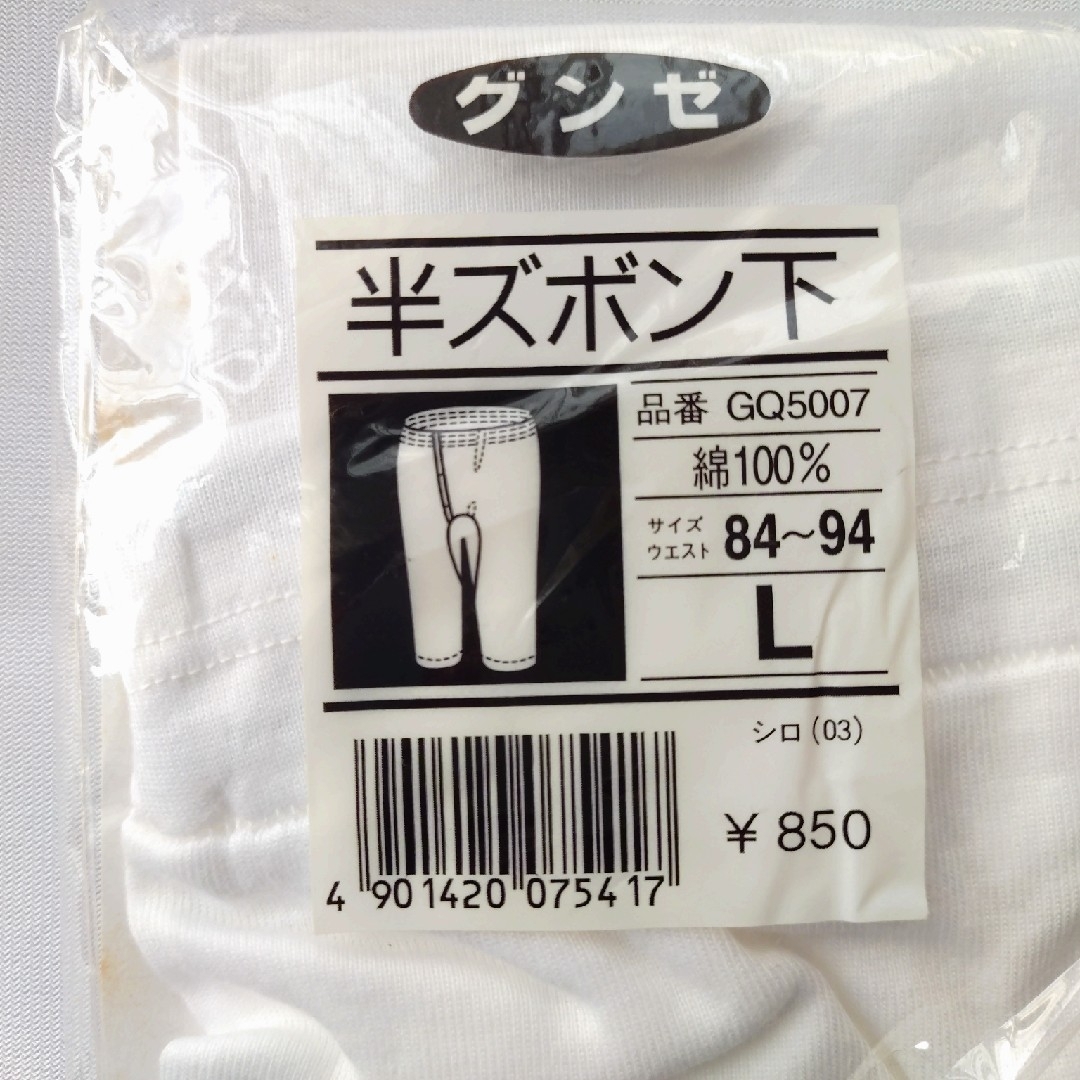 グンゼ
半ズボン下
品番 GQ5007
綿100%
サイズ
ウエスト 84〜94
L
シロ(03)
¥850
4 901420 075417